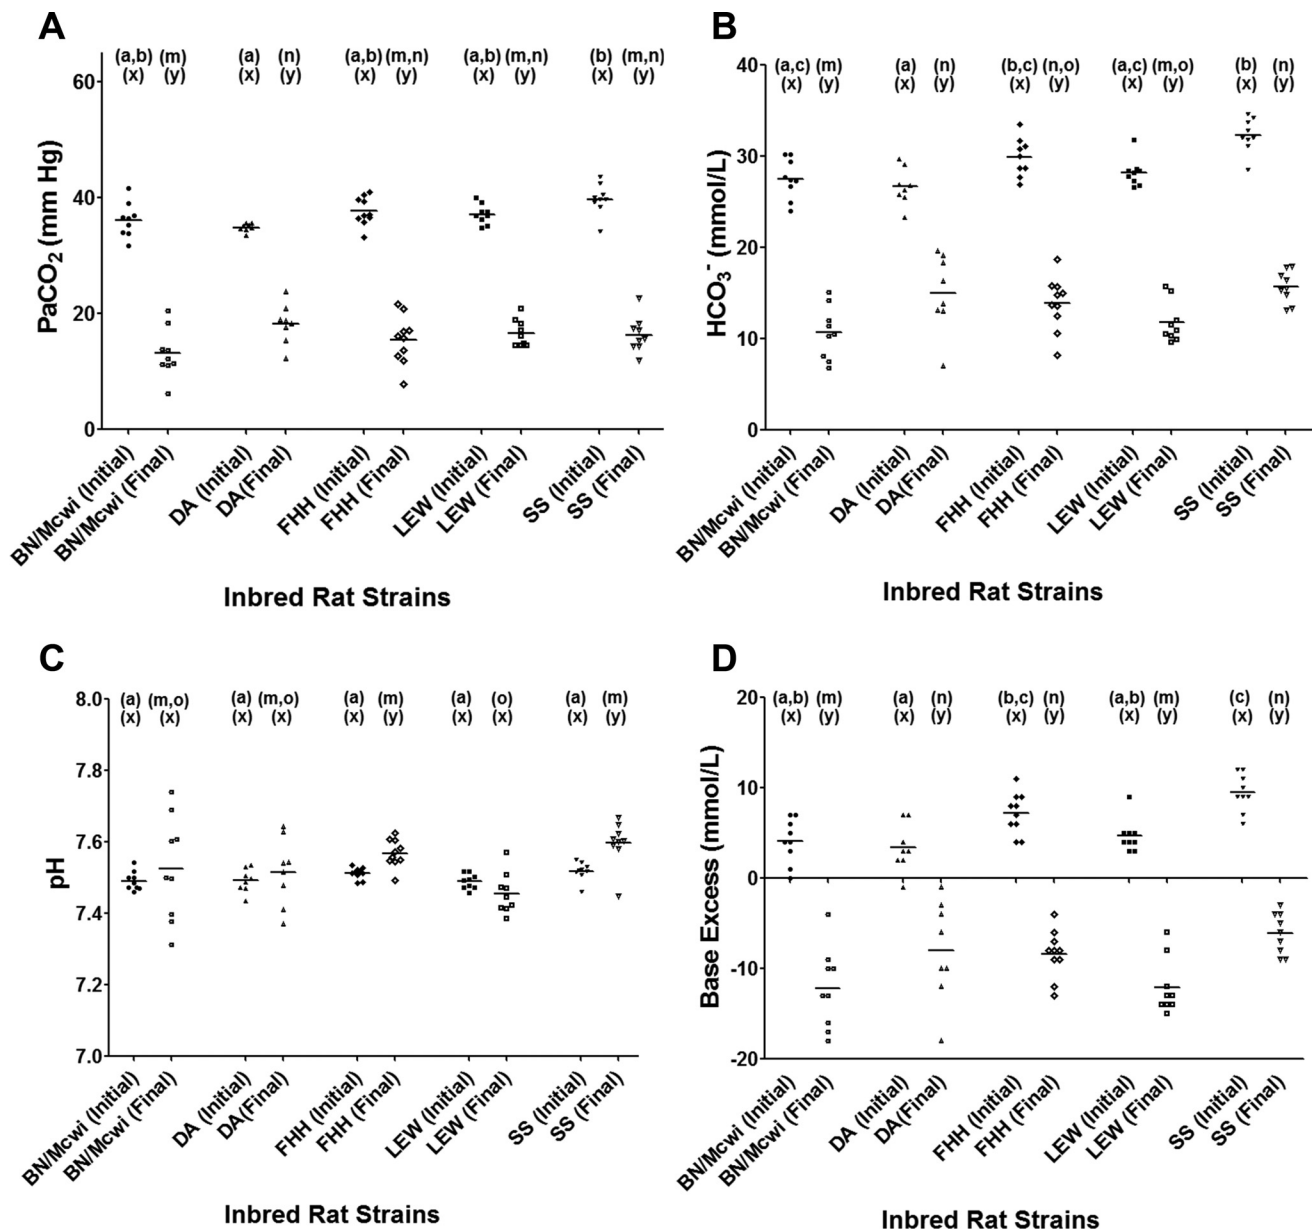 A
(a,b) (m) (a) (n) (a,b) (m,n) (a,b) (m,n) (b) (m,n)
(x) (y) (x) (y) (x) (y) (x) (y) (x) (y)
60
40
20
0
PaCO2 (mm Hg)
BN/Mcwi (Initial)
BN/Mcwi (Final)
DA (Initial)
DA(Final)
FHH (Initial)
FHH (Final)
LEW (Initial)
LEW (Final)
SS (Initial)
SS (Final)
Inbred Rat Strains
B
(a,c) (m) (a) (n) (b,c) (n,o) (a,c) (m,o) (b) (n)
(x) (y) (x) (y) (x) (y) (x) (y) (x) (y)
40
30
20
10
0
HCO3- (mmol/L)
BN/Mcwi (Initial)
BN/Mcwi (Final)
DA (Initial)
DA(Final)
FHH (Initial)
FHH (Final)
LEW (Initial)
LEW (Final)
SS (Initial)
SS (Final)
Inbred Rat Strains
C
(a) (m,o) (a) (m,o) (a) (m) (a) (o) (a) (m)
(x) (x) (x) (x) (x) (y) (x) (x) (x) (y)
8.0
7.8
7.6
7.4
7.2
7.0
pH
BN/Mcwi (Initial)
BN/Mcwi (Final)
DA (Initial)
DA(Final)
FHH (Initial)
FHH (Final)
LEW (Initial)
LEW (Final)
SS (Initial)
SS (Final)
Inbred Rat Strains
D
(a,b) (m) (a) (n) (b,c) (n) (a,b) (m) (c) (n)
(x) (y) (x) (y) (x) (y) (x) (y) (x) (y)
20
10
0
-10
-20
Base Excess (mmol/L)
BN/Mcwi (Initial)
BN/Mcwi (Final)
DA (Initial)
DA(Final)
FHH (Initial)
FHH (Final)
LEW (Initial)
LEW (Final)
SS (Initial)
SS (Final)
Inbred Rat Strains